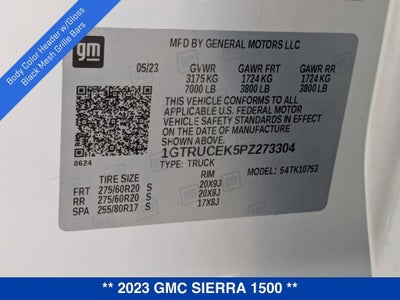 Body Color Header w/Gloss
Black Mesh Grille Bars
gm
MFD BY GENERAL MOTORS LLC
05/23 GVWR GAWR FRT GAWR RR
3175 KG 1724 KG 1724 KG
7000 LB 3800 LB 3800 LB
THIS VEHICLE CONFORMS TO ALL
APPLICABLE U.S. FEDERAL MOTOR
VEHICLE SAFETY STANDARDS IN EFFECT ON
THE DATE OF MANUFACTURE SHOWN ABOVE.
8624
1GTRUCEK5PZ273304
TYPE: TRUCK 54TK10753
TIRE SIZE RIM
FRT 275/60R20 S 20X9J
RR 275/60R20 S 20X9J
SPA 255/80R17 S 17X8J
** 2023 GMC SIERRA 1500 **